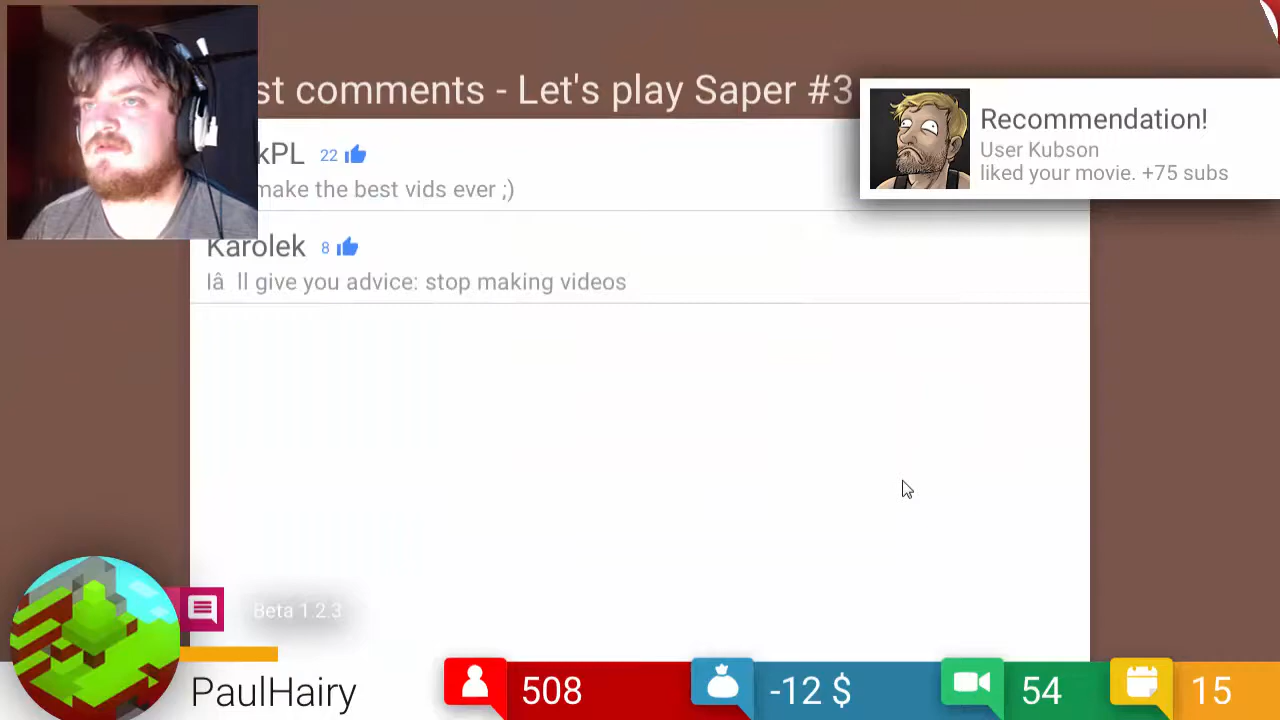 st comments - Let's play Saper #3
Recommendation!
User Kubson
liked your movie. +75 subs
kPL 22
make the best vids ever ;)
Karolek 8
Iâ ll give you advice: stop making videos
Beta 1.2.3
PaulHairy
508
-12 $
54
15